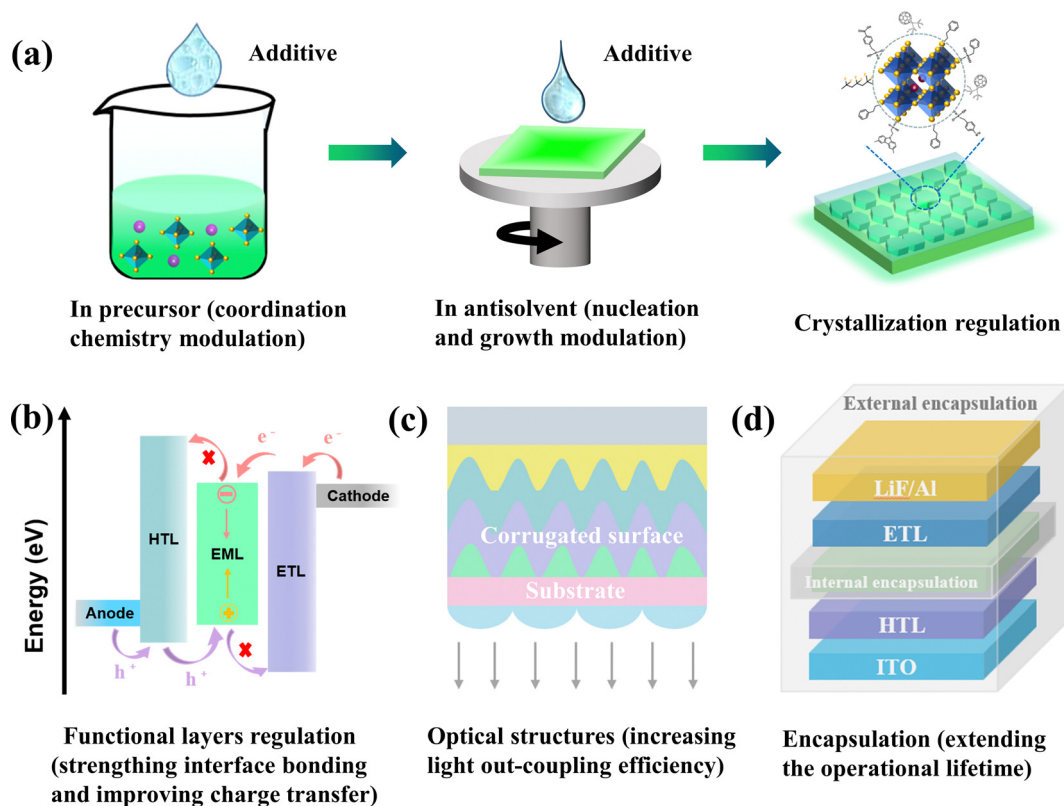 (a)
Additive
Additive
In precursor (coordination
chemistry modulation)
In antisolvent (nucleation
and growth modulation)
Crystallization regulation
(b)
Energy (eV)
HTL
EML
ETL
Anode
Cathode
e⁻
e⁻
h⁺
h⁺
Functional layers regulation
(strengthing interface bonding
and improving charge transfer)
(c)
Corrugated surface
Substrate
Optical structures (increasing
light out-coupling efficiency)
(d)
External encapsulation
LiF/Al
ETL
Internal encapsulation
HTL
ITO
Encapsulation (extending
the operational lifetime)